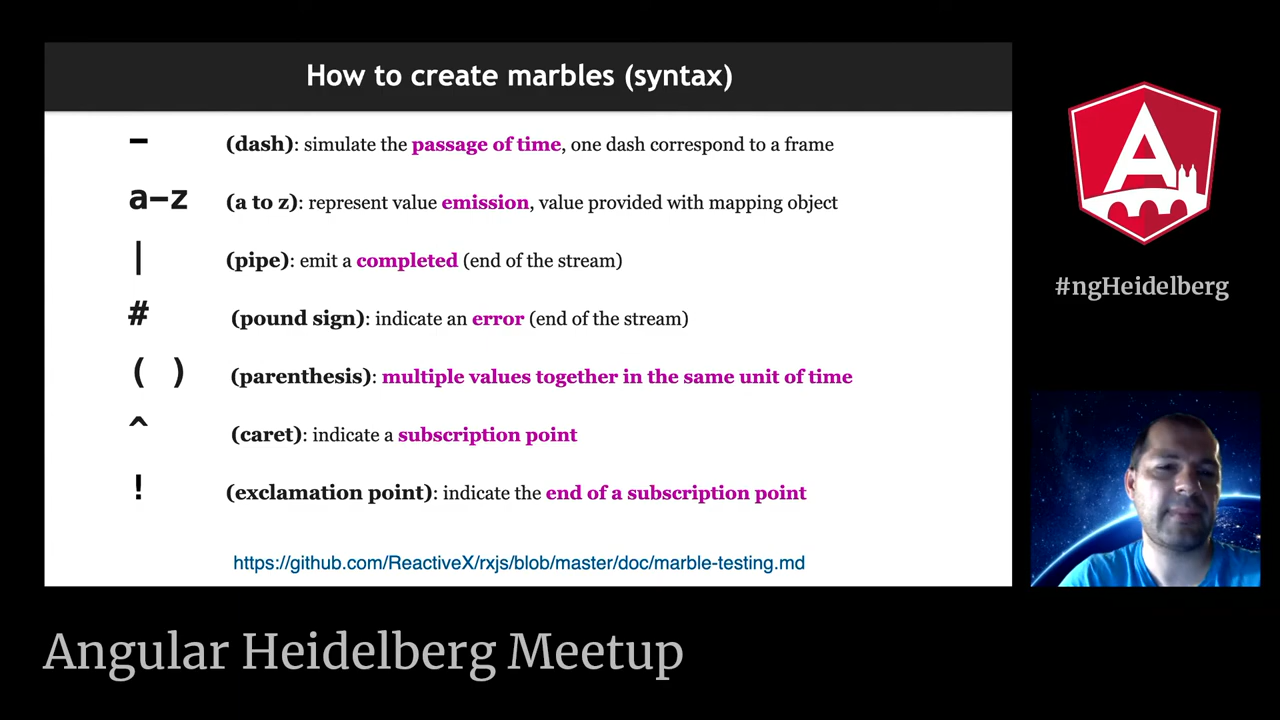 How to create marbles (syntax)
– (dash): simulate the passage of time, one dash correspond to a frame
a–z (a to z): represent value emission, value provided with mapping object
| (pipe): emit a completed (end of the stream)
# (pound sign): indicate an error (end of the stream)
( ) (parenthesis): multiple values together in the same unit of time
^ (caret): indicate a subscription point
! (exclamation point): indicate the end of a subscription point
https://github.com/ReactiveX/rxjs/blob/master/doc/marble-testing.md
A
#ngHeidelberg
Angular Heidelberg Meetup